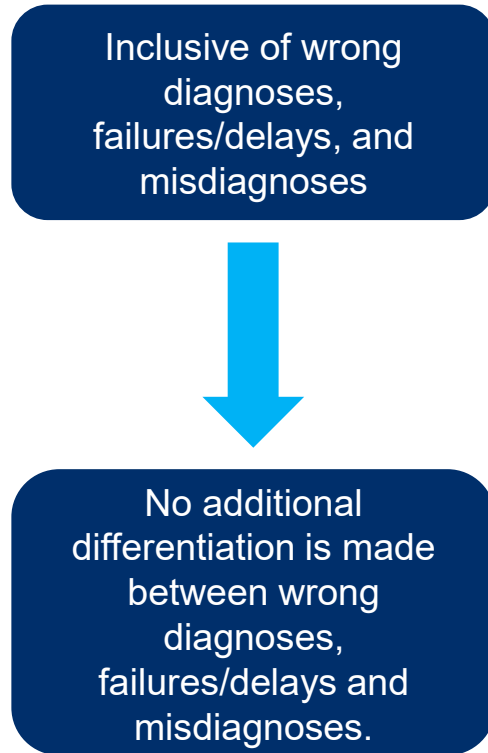 Inclusive of wrong
diagnoses,
failures/delays, and
misdiagnoses
No additional
differentiation is made
between wrong
diagnoses,
failures/delays and
misdiagnoses.